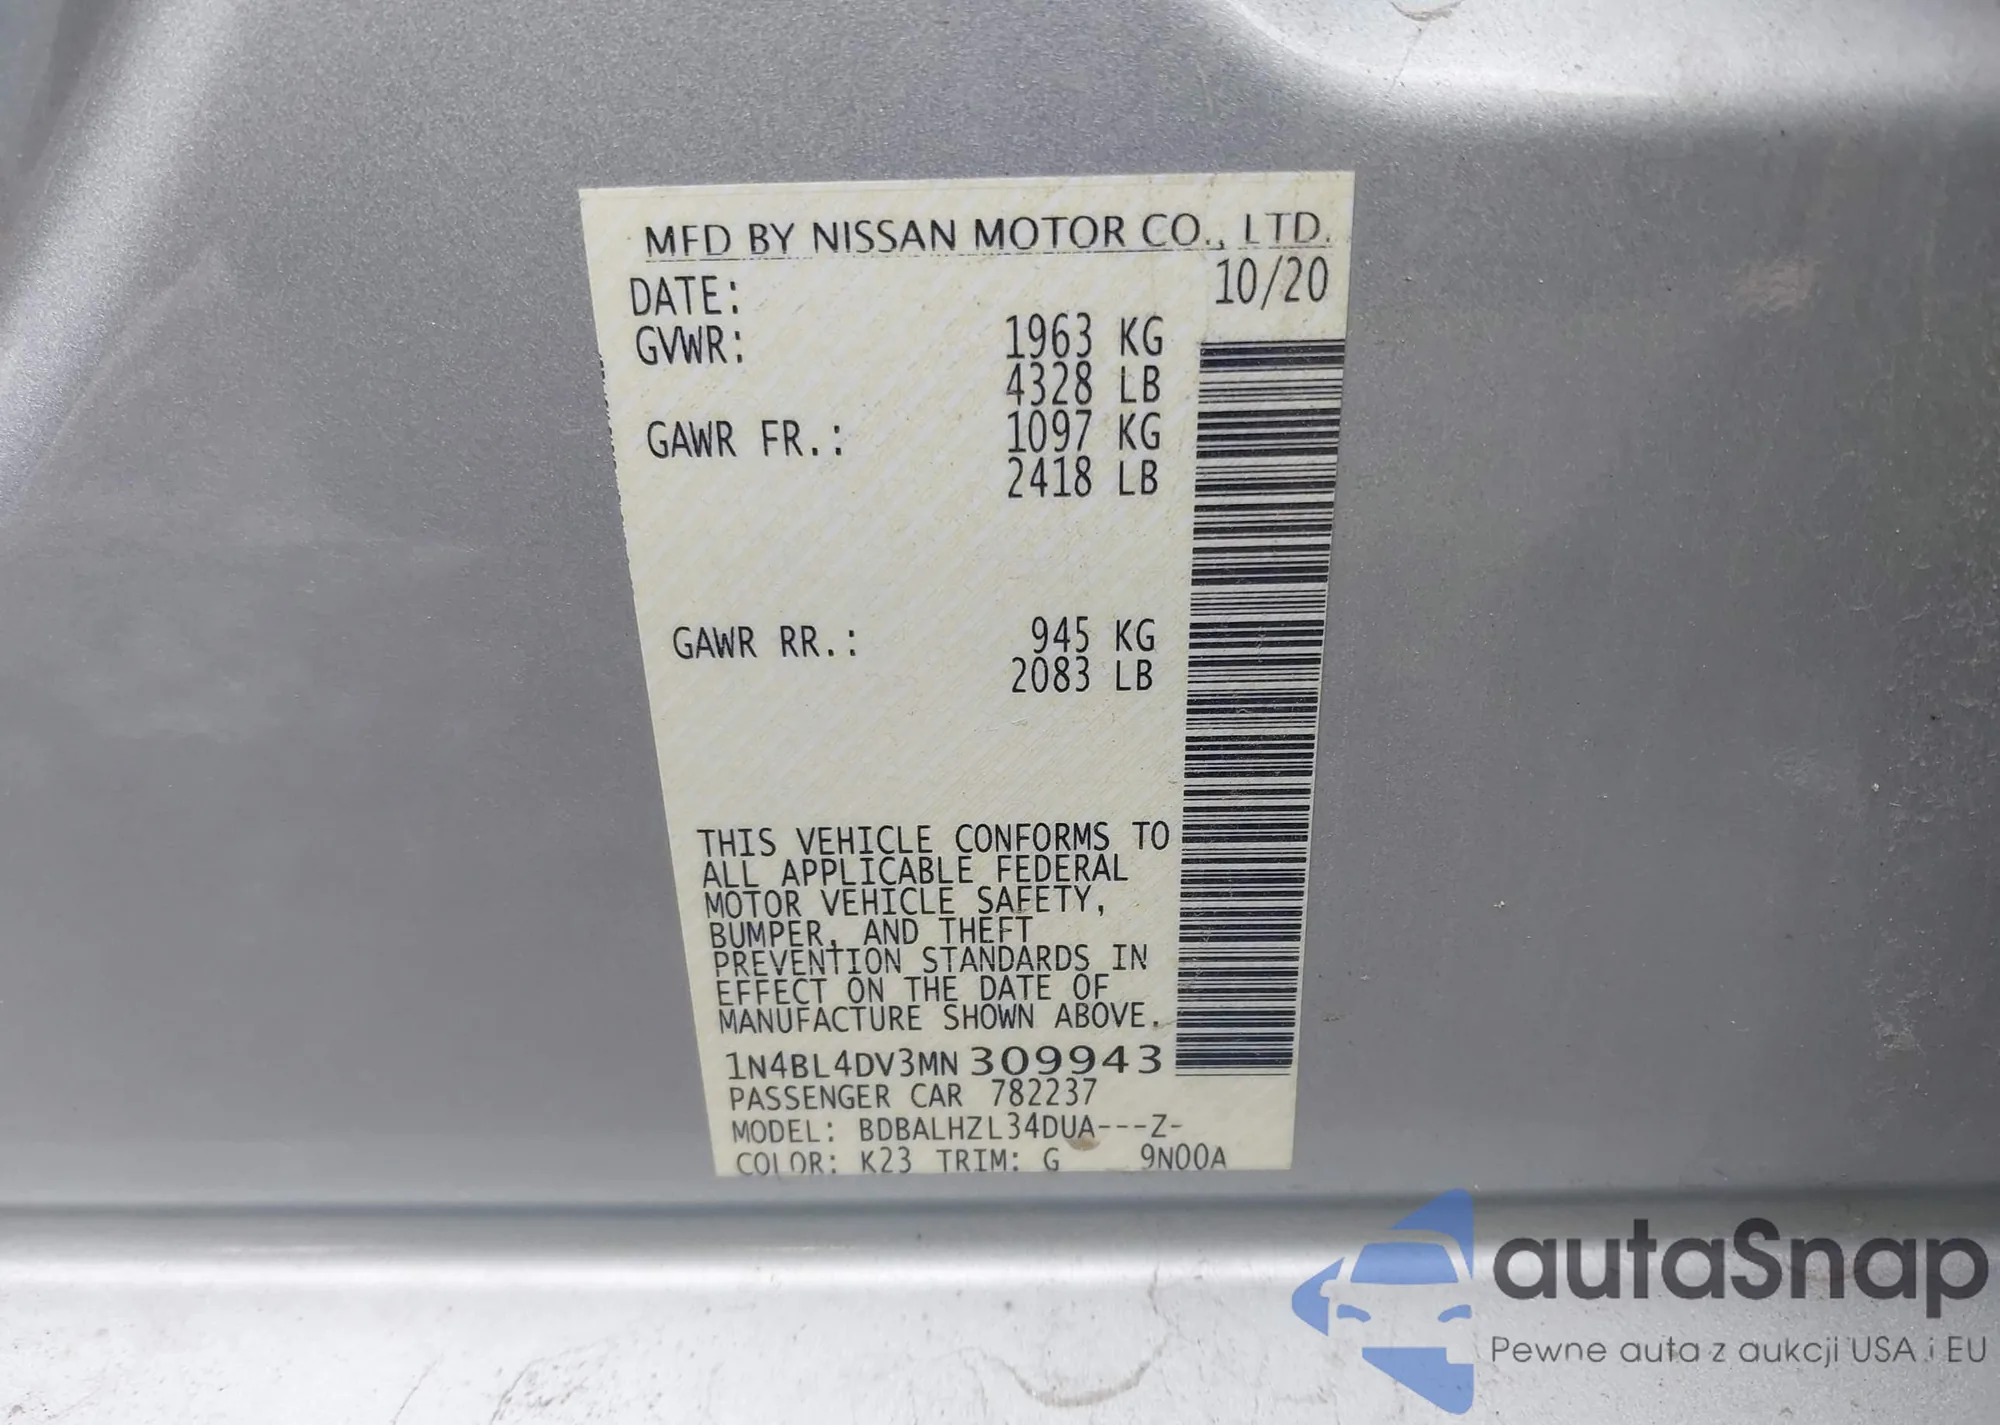 MFD BY NISSAN MOTOR CO., LTD.
DATE: 10/20
GVWR: 1963 KG
4328 LB
GAWR FR.: 1097 KG
2418 LB
GAWR RR.: 945 KG
2083 LB
THIS VEHICLE CONFORMS TO
ALL APPLICABLE FEDERAL
MOTOR VEHICLE SAFETY,
BUMPER, AND THEFT
PREVENTION STANDARDS IN
EFFECT ON THE DATE OF
MANUFACTURE SHOWN ABOVE.
1N4BL4DV3MN309943
PASSENGER CAR 782237
MODEL: BDBALHZL34DUA---Z-
COLOR: K23 TRIM: G 9N00A
autaSnap
Pewne auta z aukcji USA i EU